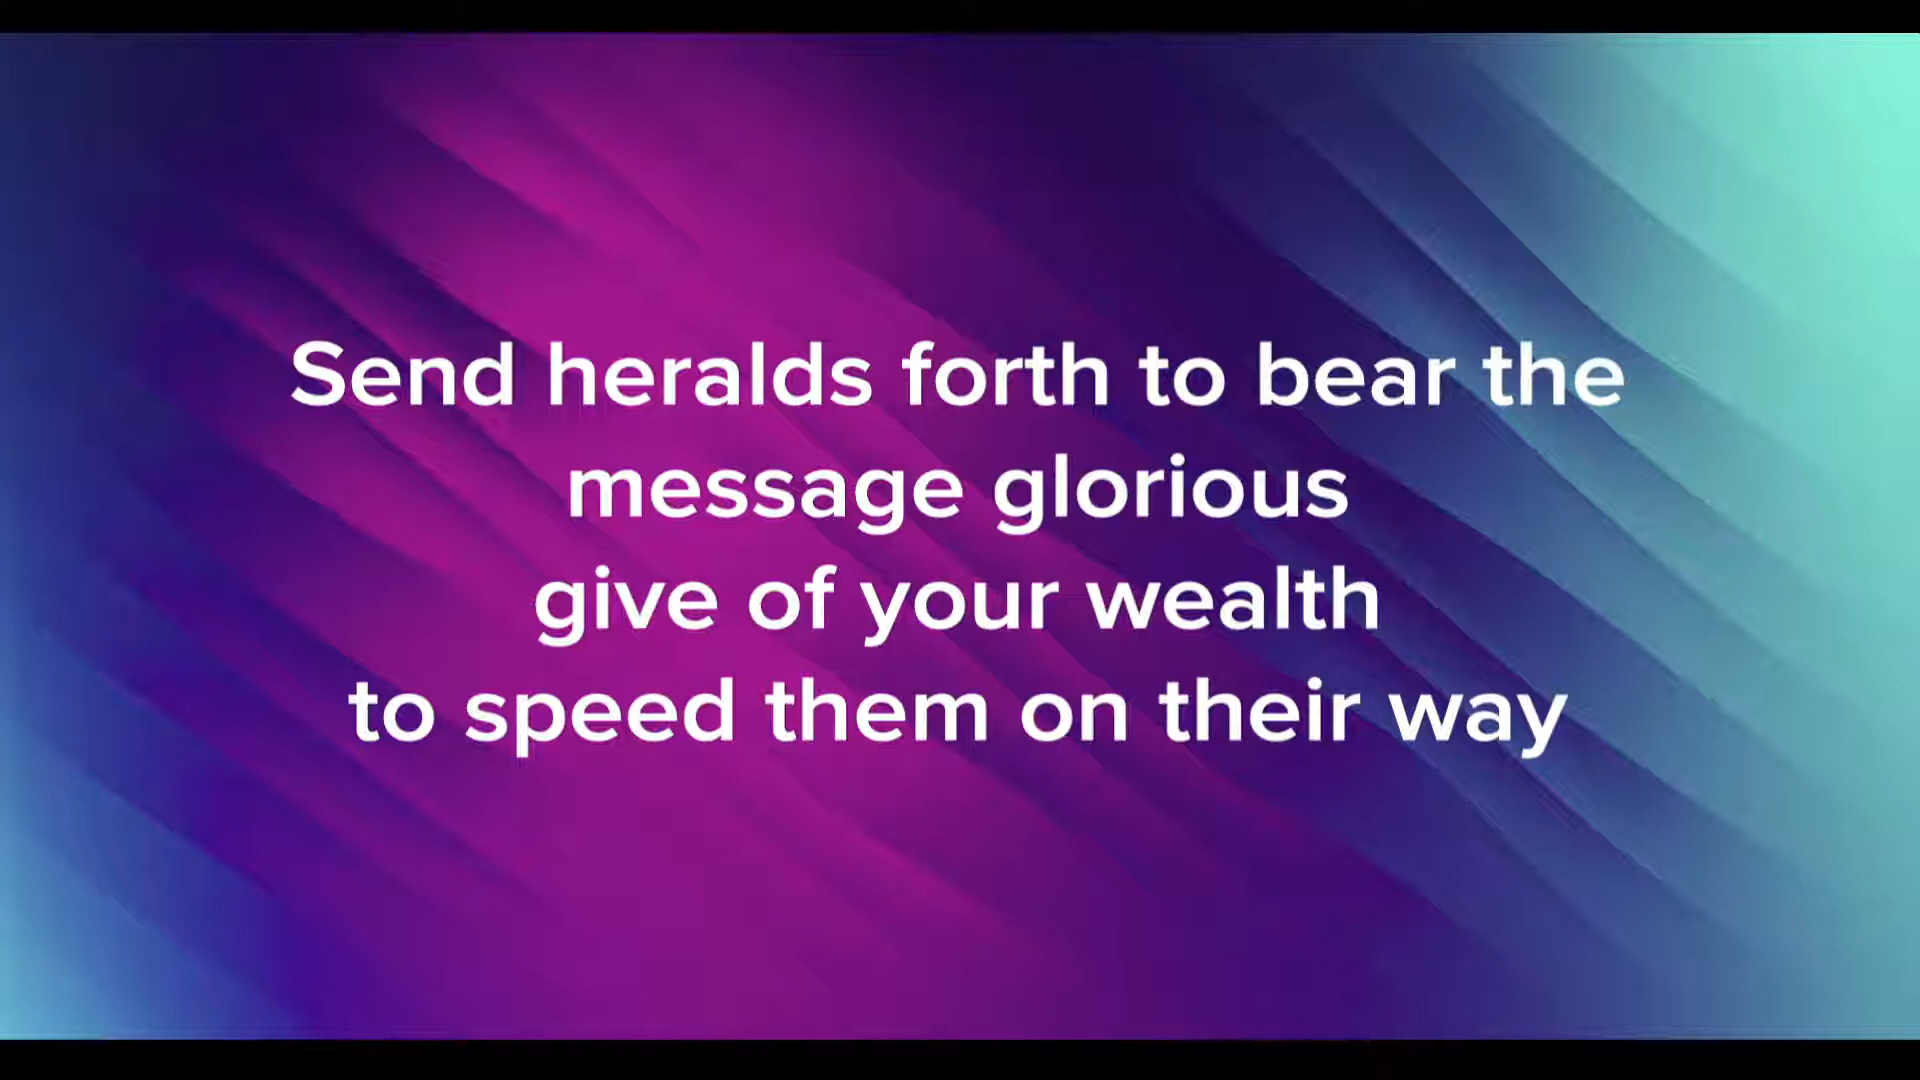 Send heralds forth to bear the
message glorious
give of your wealth
to speed them on their way